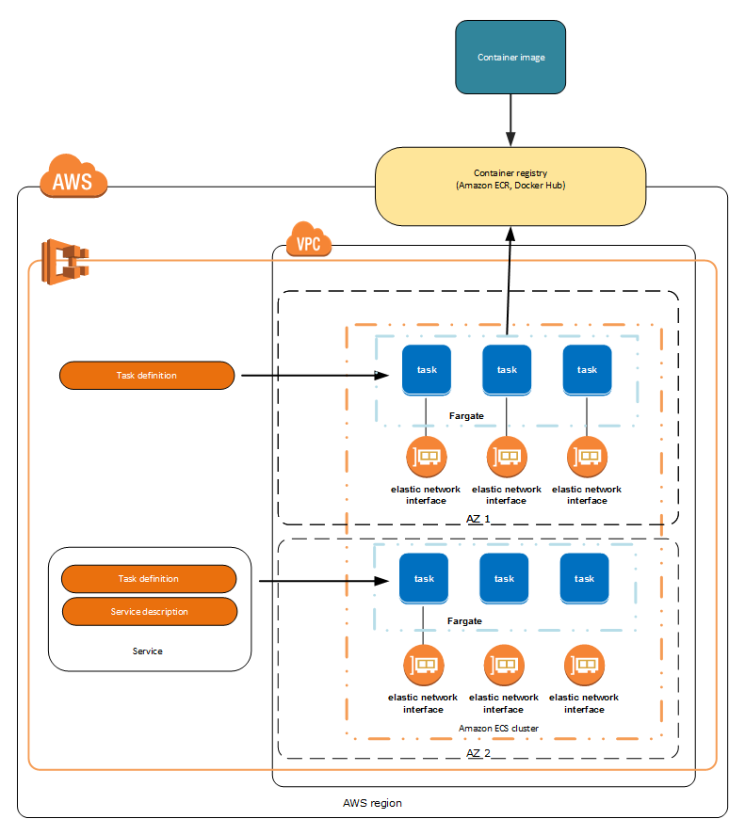 Container image
Container registry
(Amazon ECR, Docker Hub)
AWS
VPC
task
task
task
Task definition
Fargate
elastic network
interface
elastic network
interface
elastic network
interface
AZ 1
Task definition
task
task
task
Service description
Fargate
Service
elastic network
interface
elastic network
interface
elastic network
interface
Amazon ECS cluster
AZ 2
AWS region